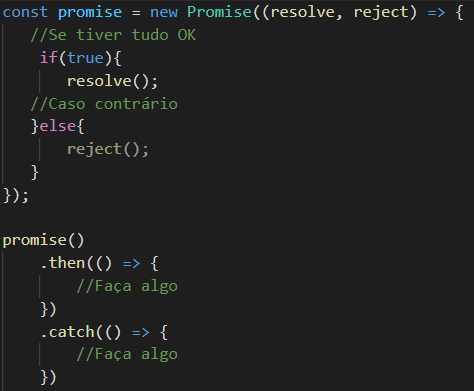 const promise = new Promise((resolve, reject) => {
//Se tiver tudo OK
if(true){
resolve();
//Caso contrário
}else{
reject();
}
});
promise()
.then(() => {
//Faça algo
})
.catch(() => {
//Faça algo
})